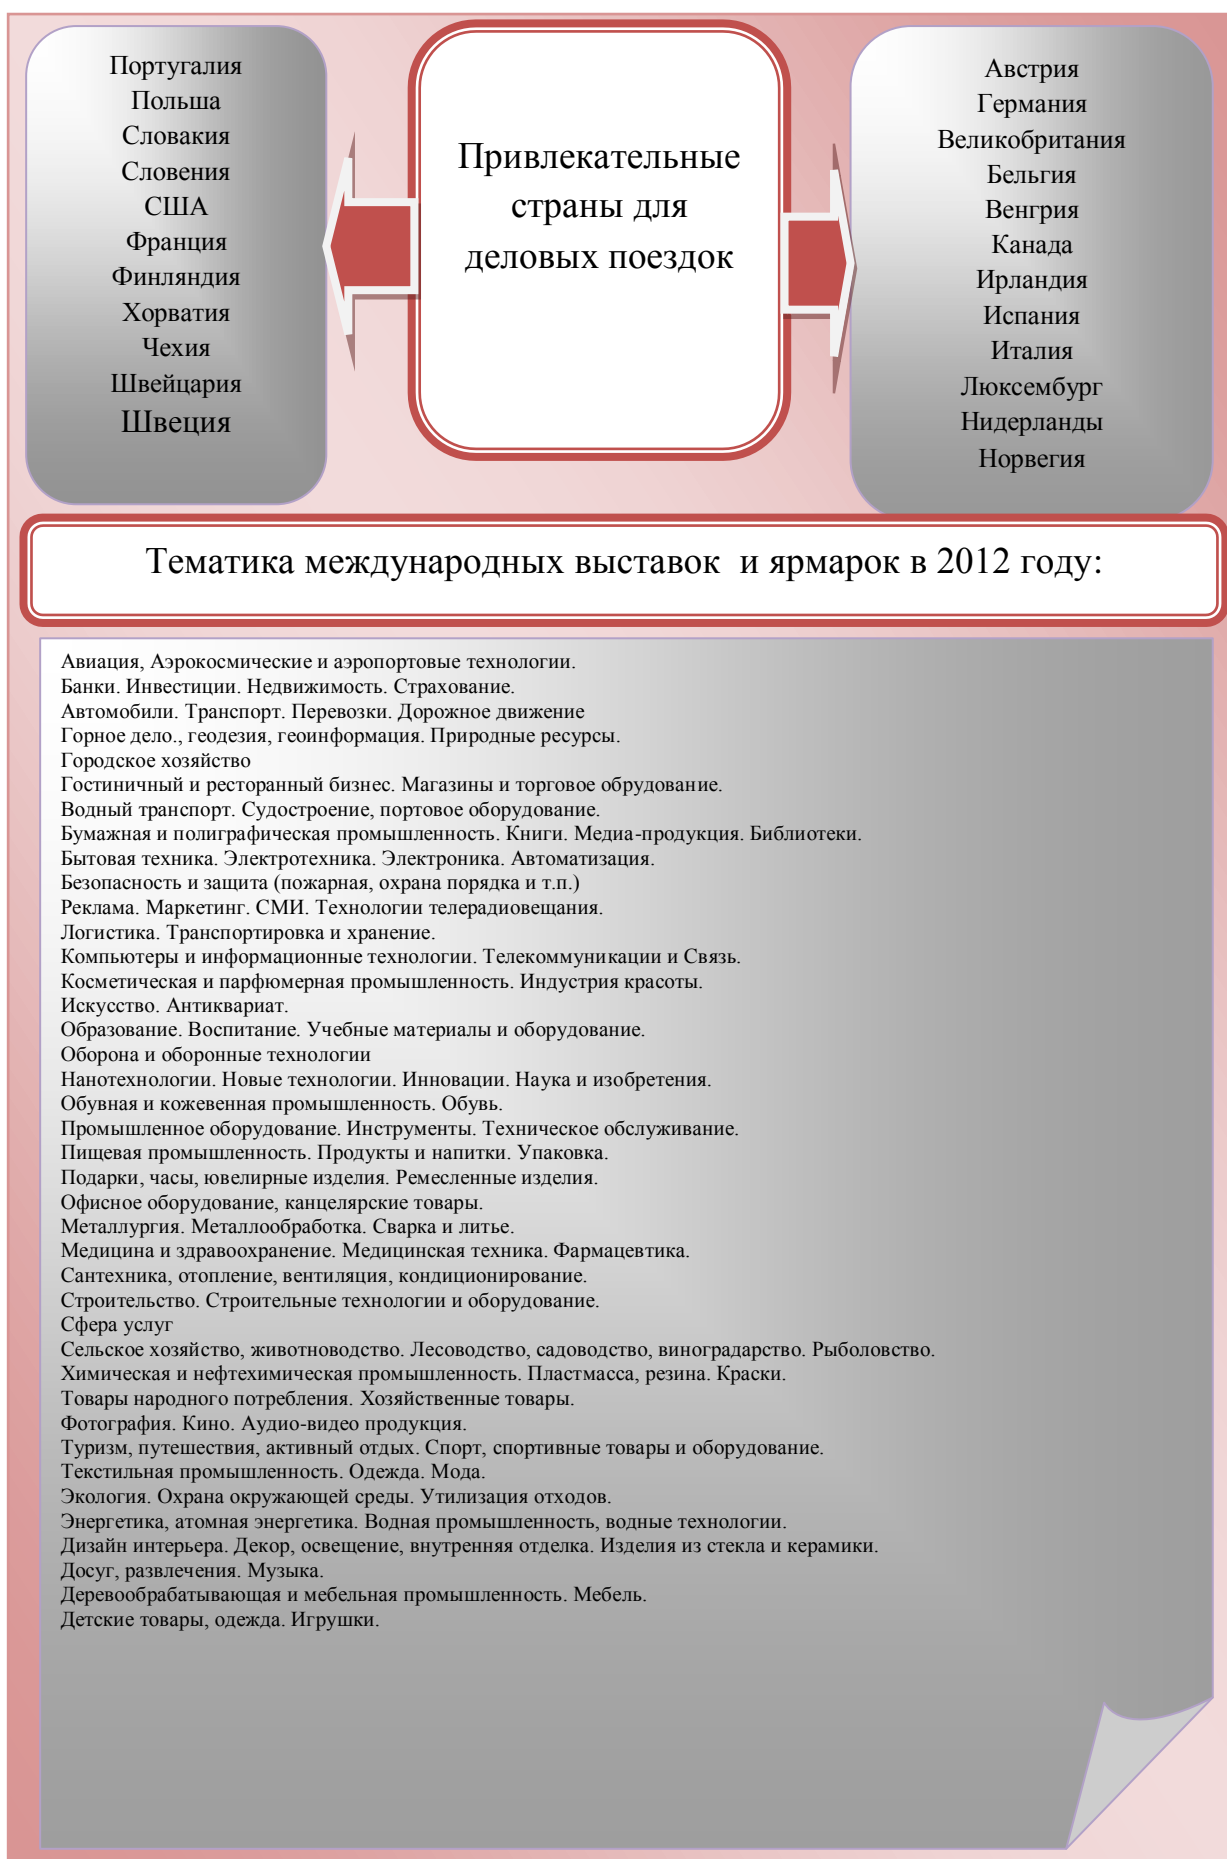 Португалия
Польша
Словакия
Словения
США
Франция
Финляндия
Хорватия
Чехия
Швейцария
Швеция
Привлекательные
страны для
деловых поездок
Австрия
Германия
Великобритания
Бельгия
Венгрия
Канада
Ирландия
Испания
Италия
Люксембург
Нидерланды
Норвегия
Тематика международных выставок и ярмарок в 2012 году:
Авиация, Аэрокосмические и аэропортовые технологии.
Банки. Инвестиции. Недвижимость. Страхование.
Автомобили. Транспорт. Перевозки. Дорожное движение
Горное дело., геодезия, геоинформация. Природные ресурсы.
Городское хозяйство
Гостиничный и ресторанный бизнес. Магазины и торговое обрудование.
Водный транспорт. Судостроение, портовое оборудование.
Бумажная и полиграфическая промышленность. Книги. Медиа-продукция. Библиотеки.
Бытовая техника. Электротехника. Электроника. Автоматизация.
Безопасность и защита (пожарная, охрана порядка и т.п.)
Реклама. Маркетинг. СМИ. Технологии телерадиовещания.
Логистика. Транспортировка и хранение.
Компьютеры и информационные технологии. Телекоммуникации и Связь.
Косметическая и парфюмерная промышленность. Индустрия красоты.
Искусство. Антиквариат.
Образование. Воспитание. Учебные материалы и оборудование.
Оборона и оборонные технологии
Нанотехнологии. Новые технологии. Инновации. Наука и изобретения.
Обувная и кожевенная промышленность. Обувь.
Промышленное оборудование. Инструменты. Техническое обслуживание.
Пищевая промышленность. Продукты и напитки. Упаковка.
Подарки, часы, ювелирные изделия. Ремесленные изделия.
Офисное оборудование, канцелярские товары.
Металлургия. Металлообработка. Сварка и литье.
Медицина и здравоохранение. Медицинская техника. Фармацевтика.
Сантехника, отопление, вентиляция, кондиционирование.
Строительство. Строительные технологии и оборудование.
Сфера услуг
Сельское хозяйство, животноводство. Лесоводство, садоводство, виноградарство. Рыболовство.
Химическая и нефтехимическая промышленность. Пластмасса, резина. Краски.
Товары народного потребления. Хозяйственные товары.
Фотография. Кино. Аудио-видео продукция.
Туризм, путешествия, активный отдых. Спорт, спортивные товары и оборудование.
Текстильная промышленность. Одежда. Мода.
Экология. Охрана окружающей среды. Утилизация отходов.
Энергетика, атомная энергетика. Водная промышленность, водные технологии.
Дизайн интерьера. Декор, освещение, внутренняя отделка. Изделия из стекла и керамики.
Досуг, развлечения. Музыка.
Деревообрабатывающая и мебельная промышленность. Мебель.
Детские товары, одежда. Игрушки.